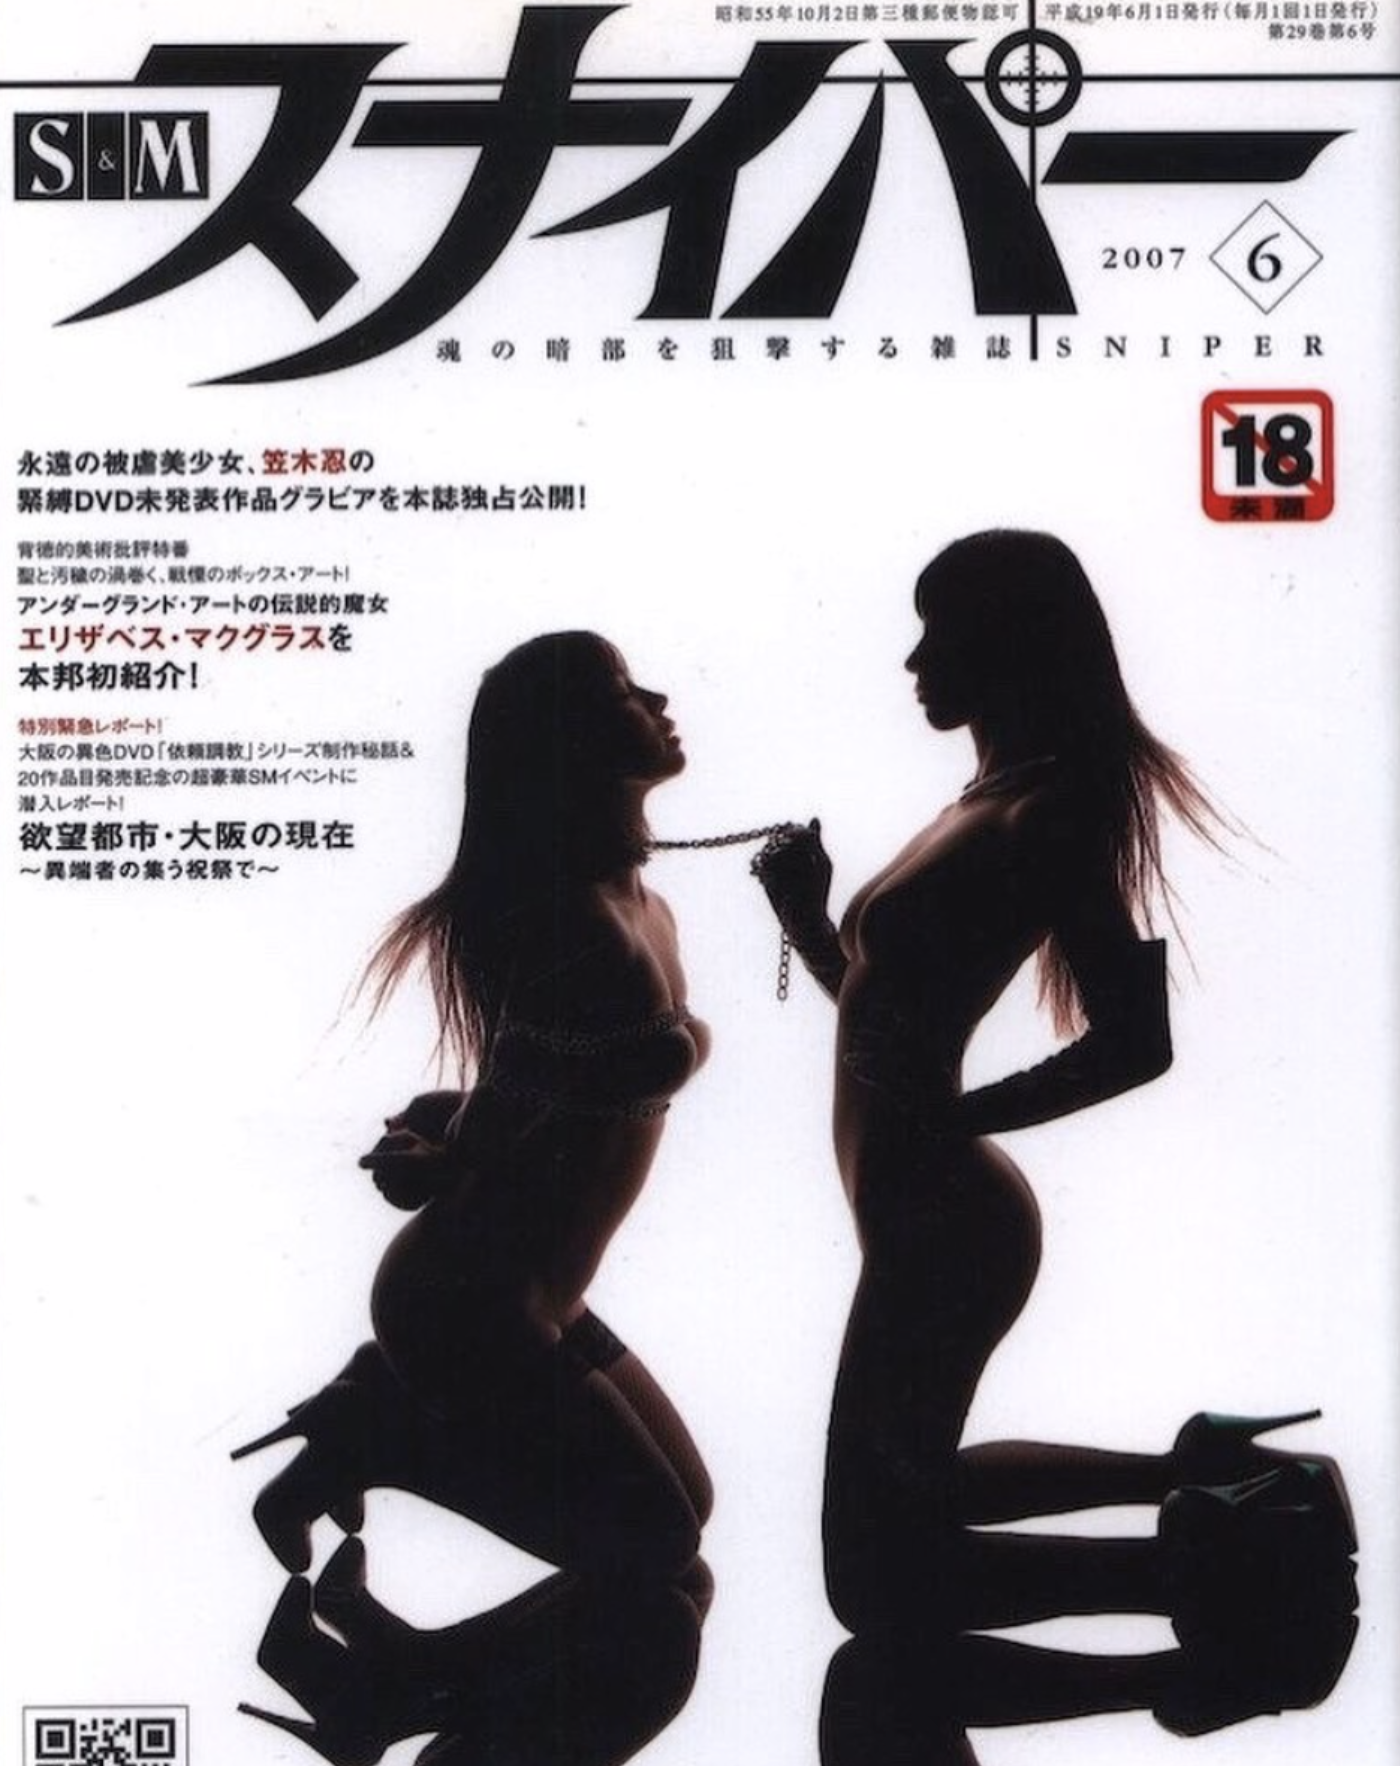 昭和55年10月2日第三種郵便物認可
平成19年6月1日発行(毎月1回1日発行)
第29巻第6号
S&M
スナイパー
2007 6
魂の暗部を狙撃する雑誌
SNIPER
18
未満
永遠の被虐美少女、笠木忍の
緊縛DVD未発表作品グラビアを本誌独占公開!
背徳的美術批評特番
聖と汚穢の渦巻く、戦慄のボックス・アート!
アンダーグランド・アートの伝説的魔女
エリザベス・マクグラスを
本邦初紹介!
特別緊急レポート!
大阪の異色DVD「依頼調教」シリーズ制作秘話&
20作品目発売記念の超豪華SMイベントに
潜入レポート!
欲望都市・大阪の現在
~異端者の集う祝祭で~